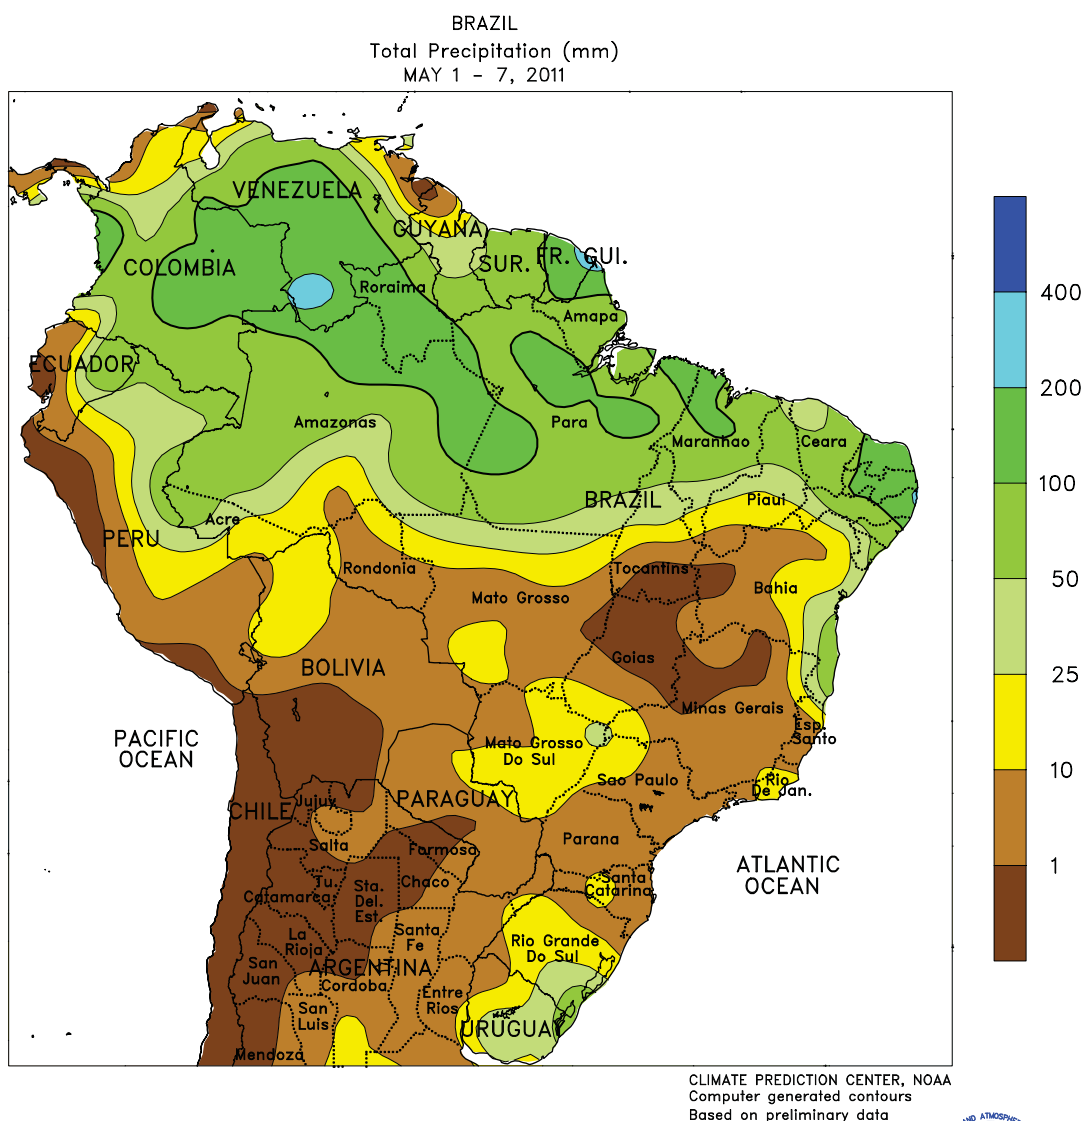 BRAZIL
Total Precipitation (mm)
MAY 1 - 7, 2011
VENEZUELA
GUYANA
COLOMBIA
SUR.
FR. GUI.
Roraima
400
Amapa
ECUADOR
200
Amazonas
Para
Maranhao
Ceara
100
BRAZIL
Piaui
Acre
PERU
Rondonia
Tocantins
50
Mato Grosso
Bahia
BOLIVIA
Goias
25
Minas Gerais
Esp.
Santo
PACIFIC
OCEAN
Mato Grosso
Do Sul
10
Sao Paulo
Rio
De Jan.
CHILE
Jujuy
PARAGUAY
Salta
Formosa
Parana
1
ATLANTIC
OCEAN
Tu.
Catamarca
Sta.
Del.
Est.
Chaco
Santa
Catarina
La
Rioja
Santa
Fe
Rio Grande
Do Sul
San
Juan
ARGENTINA
Cordoba
Entre
Rios
San
Luis
URUGUAY
Mendoza
CLIMATE PREDICTION CENTER, NOAA
Computer generated contours
Based on preliminary data